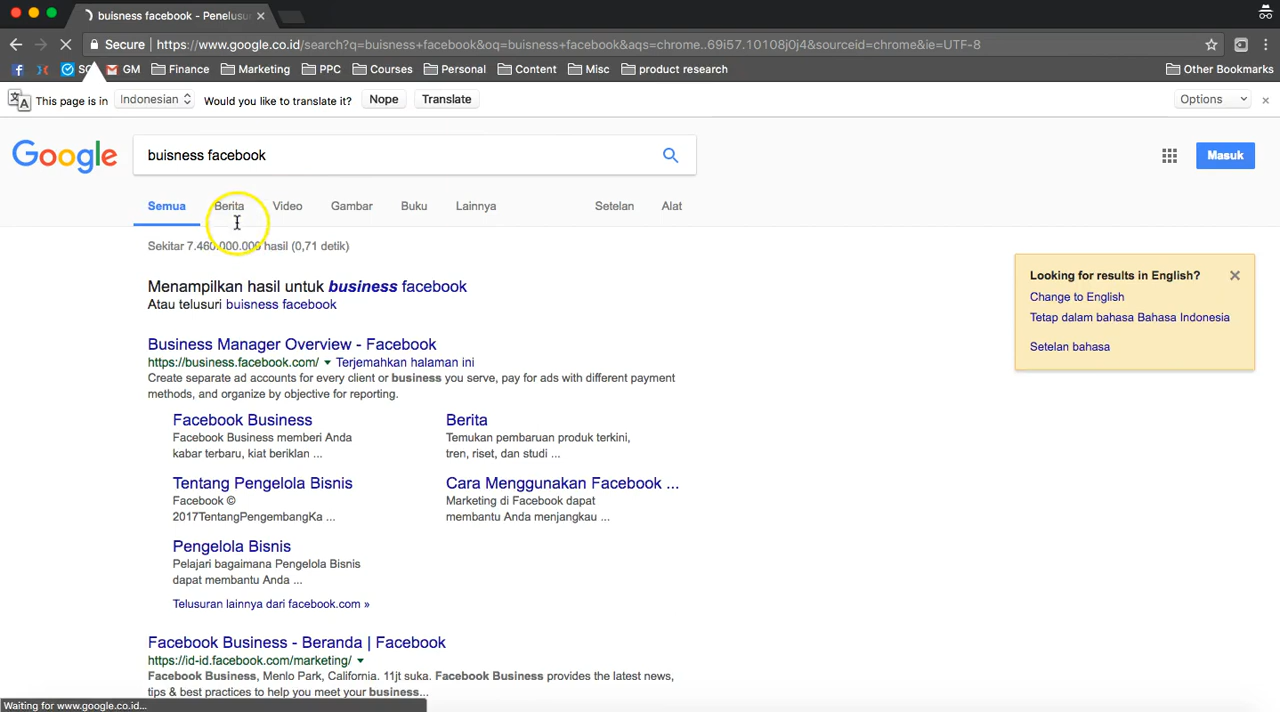 buisness facebook - Penelusu
Secure
https://www.google.co.id/search?q=buisness+facebook&oq=buisness+facebook&aqs=chrome..69i57.10108j0j4&sourceid=chrome&ie=UTF-8
GM Finance Marketing PPC Courses Personal Content Misc product research Other Bookmarks
This page is in Indonesian Would you like to translate it? Nope Translate Options
Google
buisness facebook
Masuk
Semua Berita Video Gambar Buku Lainnya Setelan Alat
Sekitar 7.460.000.000 hasil (0,71 detik)
Menampilkan hasil untuk business facebook
Atau telusuri buisness facebook
Looking for results in English?
Change to English
Tetap dalam bahasa Bahasa Indonesia
Setelan bahasa
Business Manager Overview - Facebook
https://business.facebook.com/ Terjemahkan halaman ini
Create separate ad accounts for every client or business you serve, pay for ads with different payment
methods, and organize by objective for reporting.
Facebook Business
Facebook Business memberi Anda
kabar terbaru, kiat beriklan ...
Berita
Temukan pembaruan produk terkini,
tren, riset, dan studi ...
Tentang Pengelola Bisnis
Facebook ©
2017TentangPengembangKa ...
Cara Menggunakan Facebook ...
Marketing di Facebook dapat
membantu Anda menjangkau ...
Pengelola Bisnis
Pelajari bagaimana Pengelola Bisnis
dapat membantu Anda ...
Telusuran lainnya dari facebook.com »
Facebook Business - Beranda | Facebook
https://id-id.facebook.com/marketing/
Facebook Business, Menlo Park, California. 11jt suka. Facebook Business provides the latest news,
tips & best practices to help you meet your business...
Waiting for www.google.co.id...